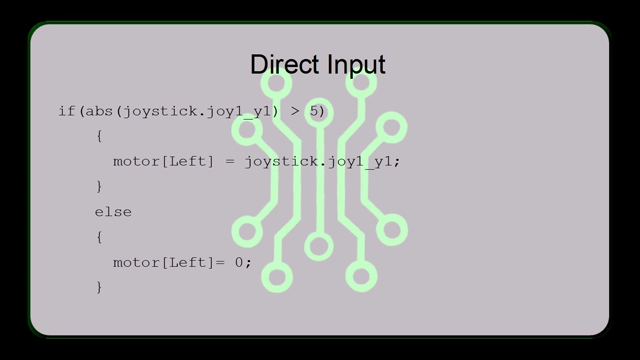 Direct Input
if(abs(joystick.joy1_y1) > 5)
{
motor[Left] = joystick.joy1_y1;
}
else
{
motor[Left]= 0;
}